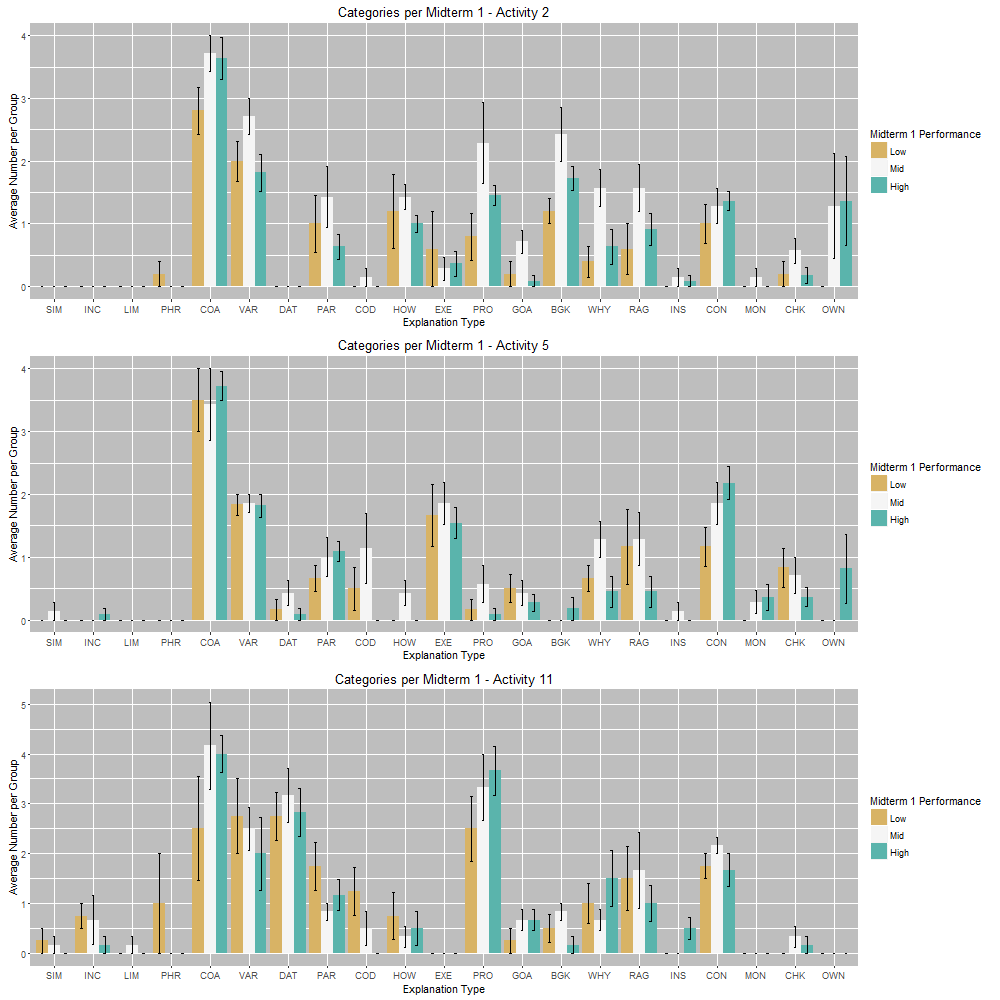 Categories per Midterm 1 - Activity 2
Average Number per Group
4
3
2
1
0
SIM INC LIM PHR COA VAR DAT PAR COD HOW EXE PRO GOA BGK WHY RAG INS CON MON CHK OWN
Explanation Type
Midterm 1 Performance
Low
Mid
High
Categories per Midterm 1 - Activity 5
Average Number per Group
4
3
2
1
0
SIM INC LIM PHR COA VAR DAT PAR COD HOW EXE PRO GOA BGK WHY RAG INS CON MON CHK OWN
Explanation Type
Midterm 1 Performance
Low
Mid
High
Categories per Midterm 1 - Activity 11
Average Number per Group
5
4
3
2
1
0
SIM INC LIM PHR COA VAR DAT PAR COD HOW EXE PRO GOA BGK WHY RAG INS CON MON CHK OWN
Explanation Type
Midterm 1 Performance
Low
Mid
High